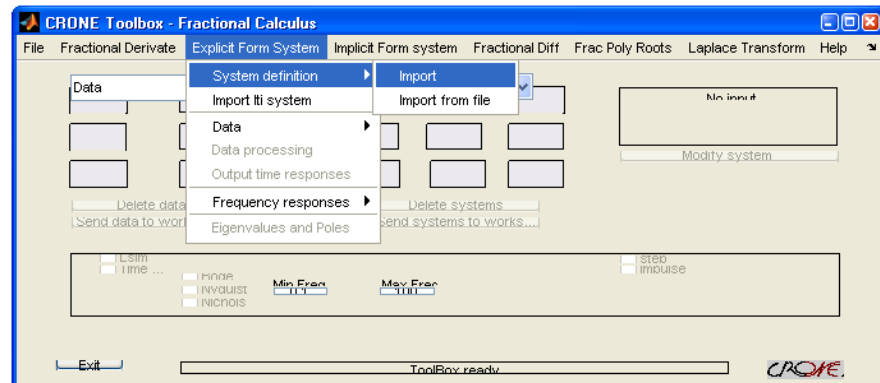 CRONE Toolbox - Fractional Calculus
File Fractional Derivate Explicit Form System Implicit Form system Fractional Diff Frac Poly Roots Laplace Transform Help
System definition
Import
Data
Import lti system
Import from file
No input
Data
Data processing
Modify system
Output time responses
Delete data
Frequency responses
Delete systems
Send data to wor
Eigenvalues and Poles
Send systems to works...
Lsim
Time ...
Bode
Nyquist
Nichols
Min Freq
Max Freq
step
Impulse
Exit
ToolBox ready
CRONE